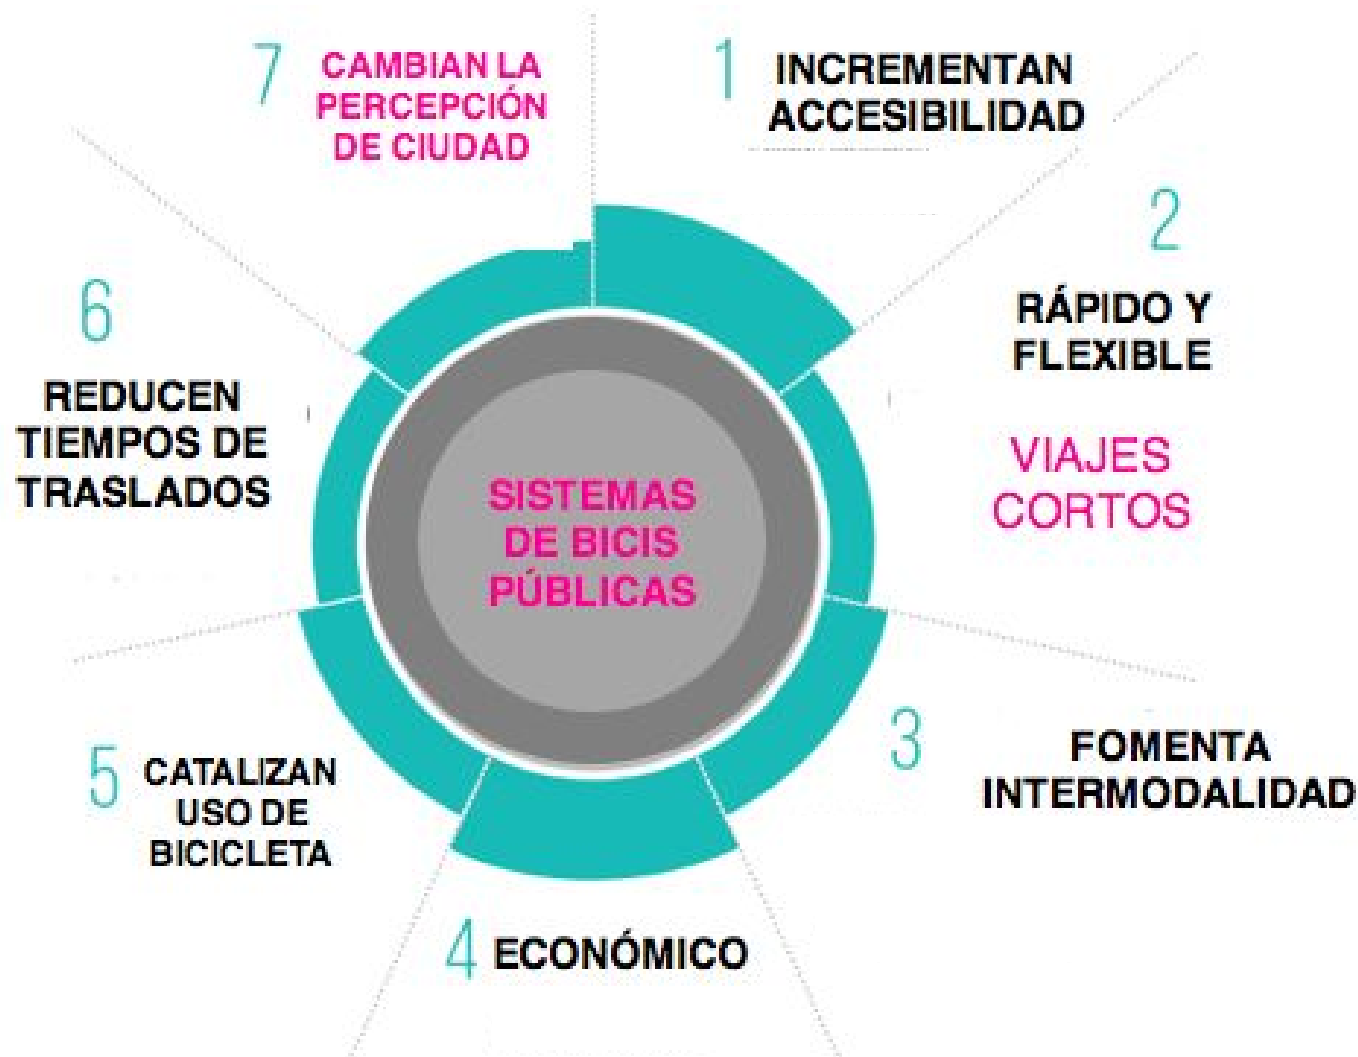 SISTEMAS
DE BICIS
PÚBLICAS
1
INCREMENTAN
ACCESIBILIDAD
2
RÁPIDO Y
FLEXIBLE
VIAJES
CORTOS
3
FOMENTA
INTERMODALIDAD
4 ECONÓMICO
5
CATALIZAN
USO DE
BICICLETA
6
REDUCEN
TIEMPOS DE
TRASLADOS
7
CAMBIAN LA
PERCEPCIÓN
DE CIUDAD